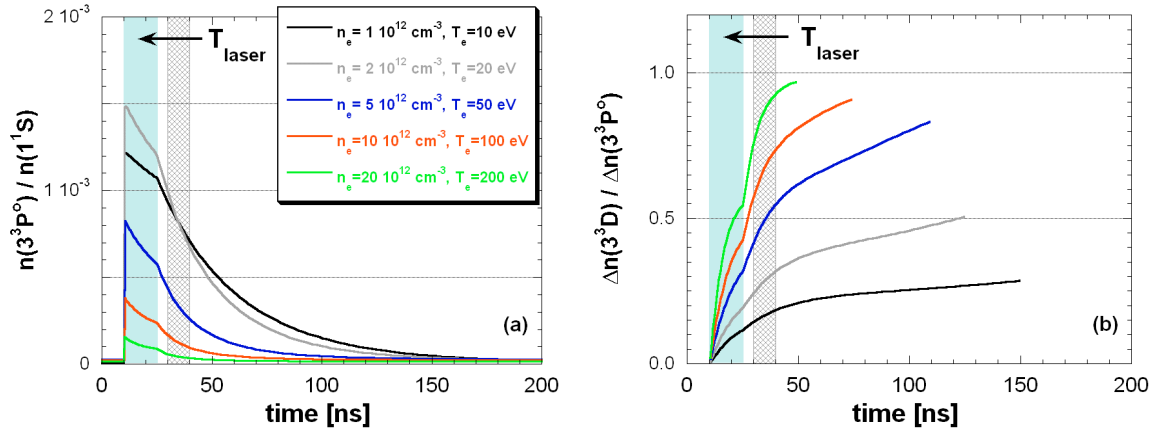 2 10⁻³
1 10⁻³
0
n(3³Pº) / n(1¹S)
T_laser
n_e= 1 10¹² cm⁻³, T_e=10 eV
n_e= 2 10¹² cm⁻³, T_e=20 eV
n_e= 5 10¹² cm⁻³, T_e=50 eV
n_e=10 10¹² cm⁻³, T_e=100 eV
n_e=20 10¹² cm⁻³, T_e=200 eV
(a)
0 50 100 150 200
time [ns]
Δn(3³D) / Δn(3³Pº)
1.0
0.5
0.0
T_laser
(b)
0 50 100 150 200
time [ns]